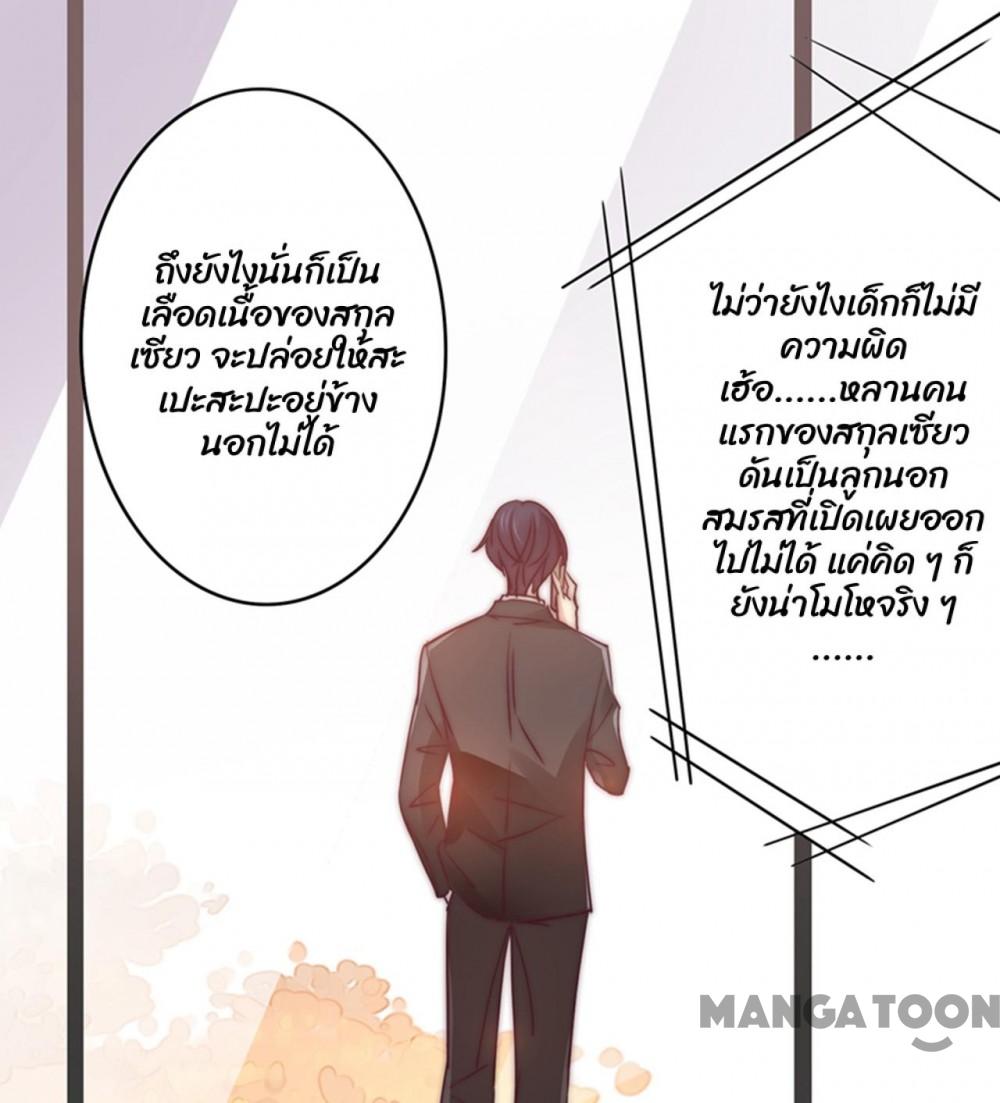 ถึงยังไงนั่นก็เป็น
เลือดเนื้อของสกุล
เซียว จะปล่อยให้สะ
เปะสะปะอยู่ข้าง
นอกไม่ได้
ไม่ว่ายังไงเด็กก็ไม่มี
ความผิด
เฮ้อ......หลานคน
แรกของสกุลเซียว
ดันเป็นลูกนอก
สมรสที่เปิดเผยออก
ไปไม่ได้ แค่คิด ๆ ก็
ยังน่าโมโหจริง ๆ
......
MANGATOON